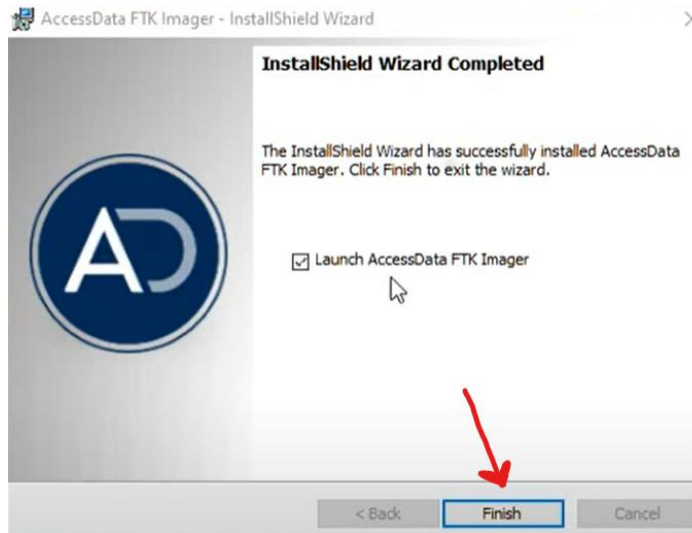 AccessData FTK Imager - InstallShield Wizard
InstallShield Wizard Completed
The InstallShield Wizard has successfully installed AccessData
FTK Imager. Click Finish to exit the wizard.
AD
Launch AccessData FTK Imager
< Back
Finish
Cancel